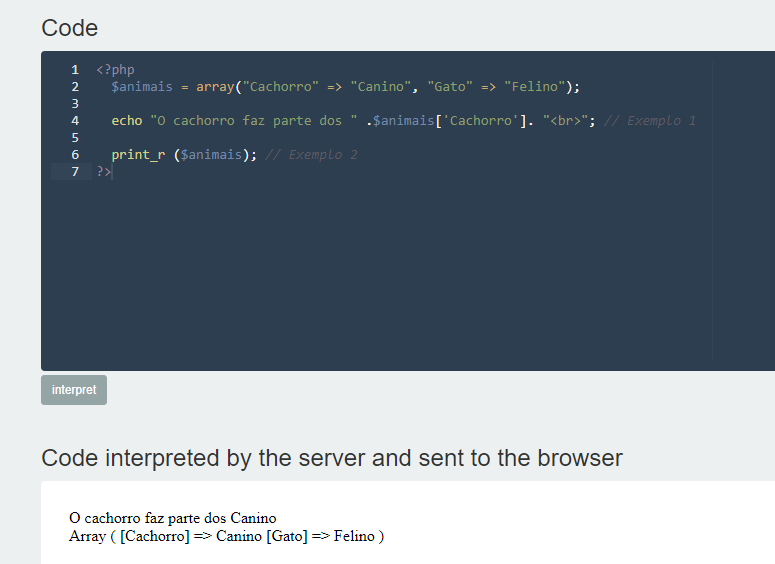 Code
1 <?php
2 $animais = array("Cachorro" => "Canino", "Gato" => "Felino");
3
4 echo "O cachorro faz parte dos " .$animais['Cachorro']. "<br>"; // Exemplo 1
5
6 print_r ($animais); // Exemplo 2
7 ?>
interpret
Code interpreted by the server and sent to the browser
O cachorro faz parte dos Canino
Array ( [Cachorro] => Canino [Gato] => Felino )